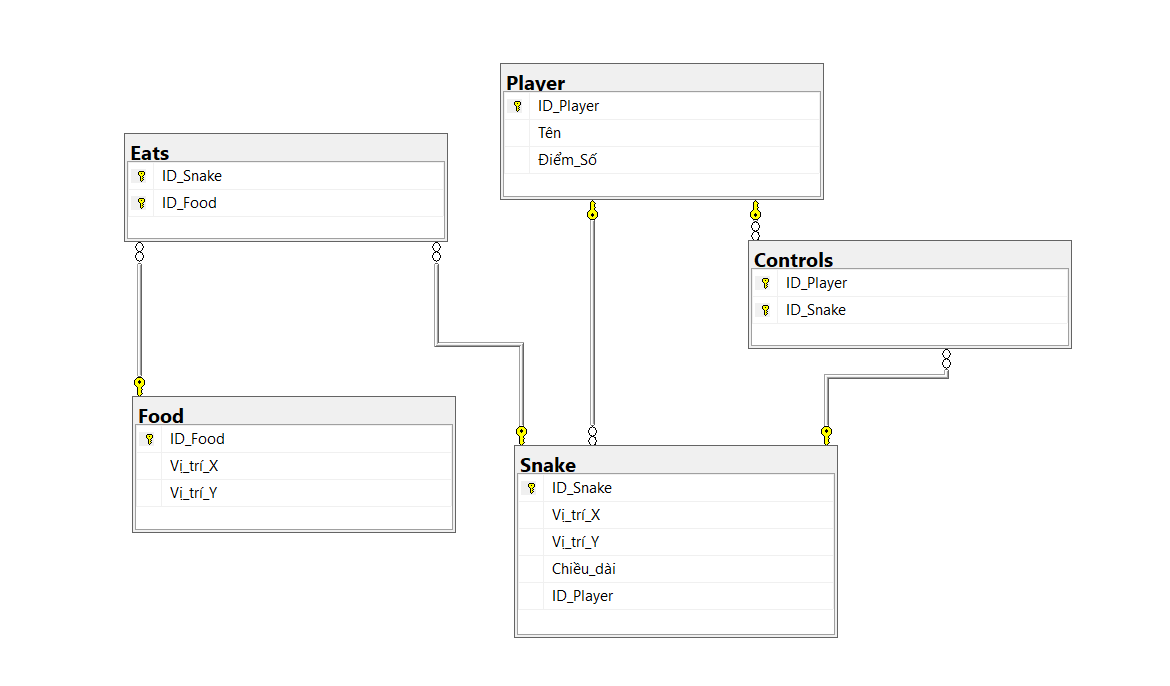 Player
ID_Player
Tên
Điểm_Số
Eats
ID_Snake
ID_Food
Controls
ID_Player
ID_Snake
Food
ID_Food
Vị_trí_X
Vị_trí_Y
Snake
ID_Snake
Vị_trí_X
Vị_trí_Y
Chiều_dài
ID_Player